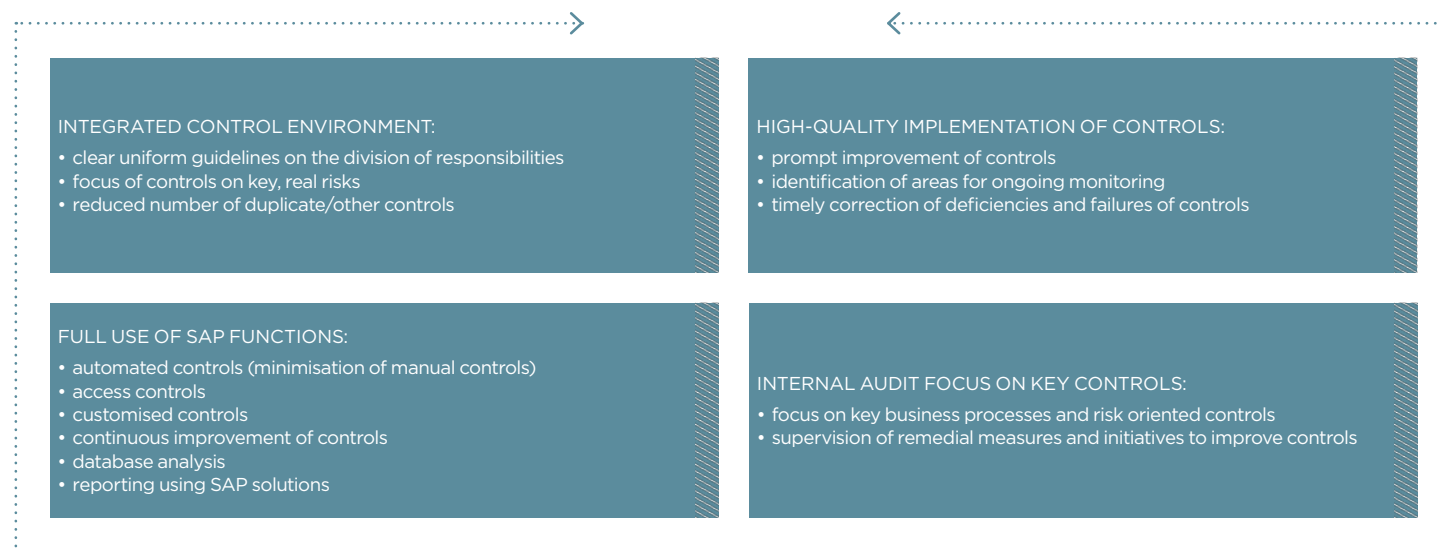 INTEGRATED CONTROL ENVIRONMENT:
• clear uniform guidelines on the division of responsibilities
• focus of controls on key, real risks
• reduced number of duplicate/other controls
HIGH-QUALITY IMPLEMENTATION OF CONTROLS:
• prompt improvement of controls
• identification of areas for ongoing monitoring
• timely correction of deficiencies and failures of controls
FULL USE OF SAP FUNCTIONS:
• automated controls (minimisation of manual controls)
• access controls
• customised controls
• continuous improvement of controls
• database analysis
• reporting using SAP solutions
INTERNAL AUDIT FOCUS ON KEY CONTROLS:
• focus on key business processes and risk oriented controls
• supervision of remedial measures and initiatives to improve controls